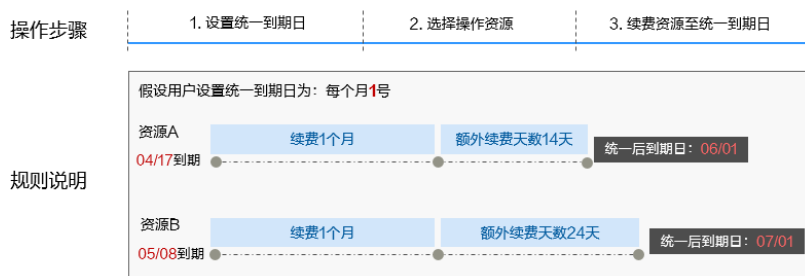 操作步骤
1. 设置统一到期日
2. 选择操作资源
3. 续费资源至统一到期日
规则说明
假设用户设置统一到期日为：每个月1号
资源A
04/17到期
续费1个月
额外续费天数14天
统一后到期日：06/01
资源B
05/08到期
续费1个月
额外续费天数24天
统一后到期日：07/01